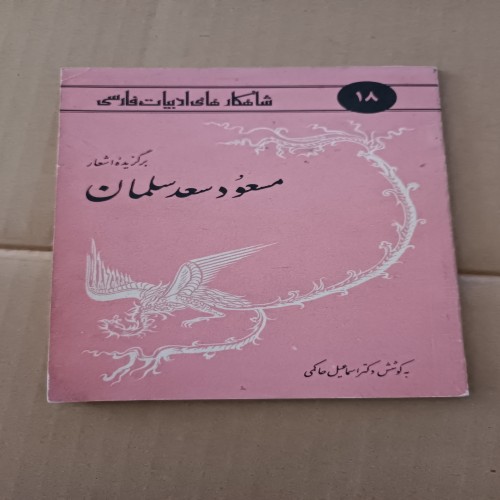 ۱۸
شاهکارهای ادبیات فارسی
برگزیدهٔ اشعار
مسعود سعد سلمان
به کوشش دکتر اسماعیل حاکمی